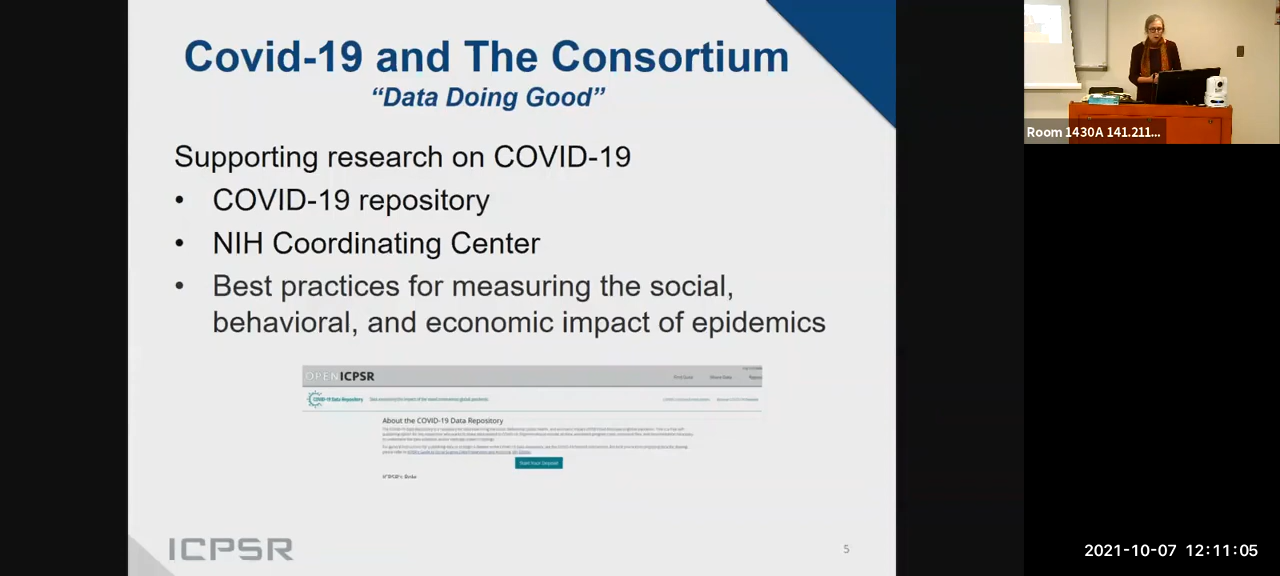 Covid-19 and The Consortium
“Data Doing Good”
Supporting research on COVID-19
• COVID-19 repository
• NIH Coordinating Center
• Best practices for measuring the social,
behavioral, and economic impact of epidemics
OPENICPSR
COVID-19 Data Repository
About the COVID-19 Data Repository
Start Your Deposit
ICPSR's Role
ICPSR
5
Room 1430A 141.211...
2021-10-07 12:11:05